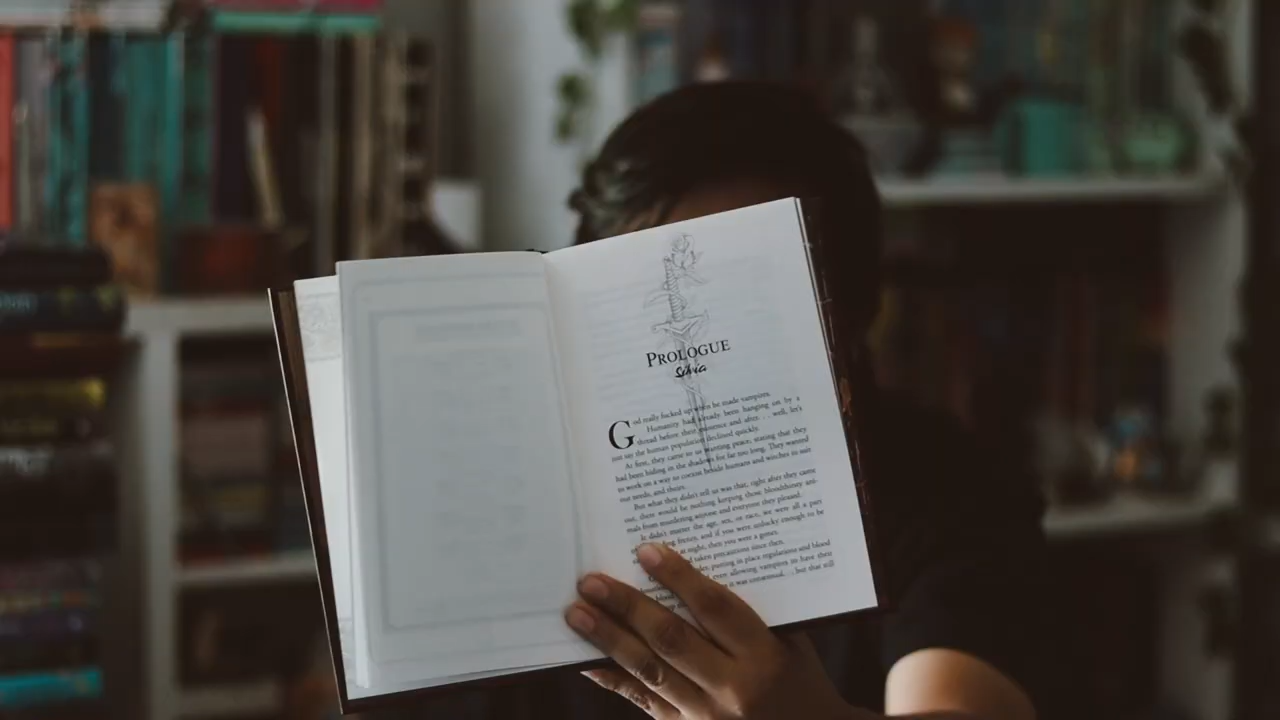 PROLOGUE
Silvia
God really fucked up when he made vampires.
Humanity had already been hanging on by a
thread before their existence and after . . . well, let's
just say the human population declined quickly.
At first, they came to us wanting peace, stating that they
had been hiding in the shadows for far too long. They wanted
to work on a way to coexist beside humans and witches to suit
our needs, and theirs.
But what they didn't tell us was that, right after they came
out, there would be nothing keeping those bloodthirsty ani-
mals from murdering anyone and everyone they pleased.
It didn't matter the age, sex, or race, we were all a part
frenzy, and if you were unlucky enough to be
at night, then you were a goner.
taken precautions since then.
putting in place regulations and blood
even allowing vampires to have their
it was consensual. . . but that still